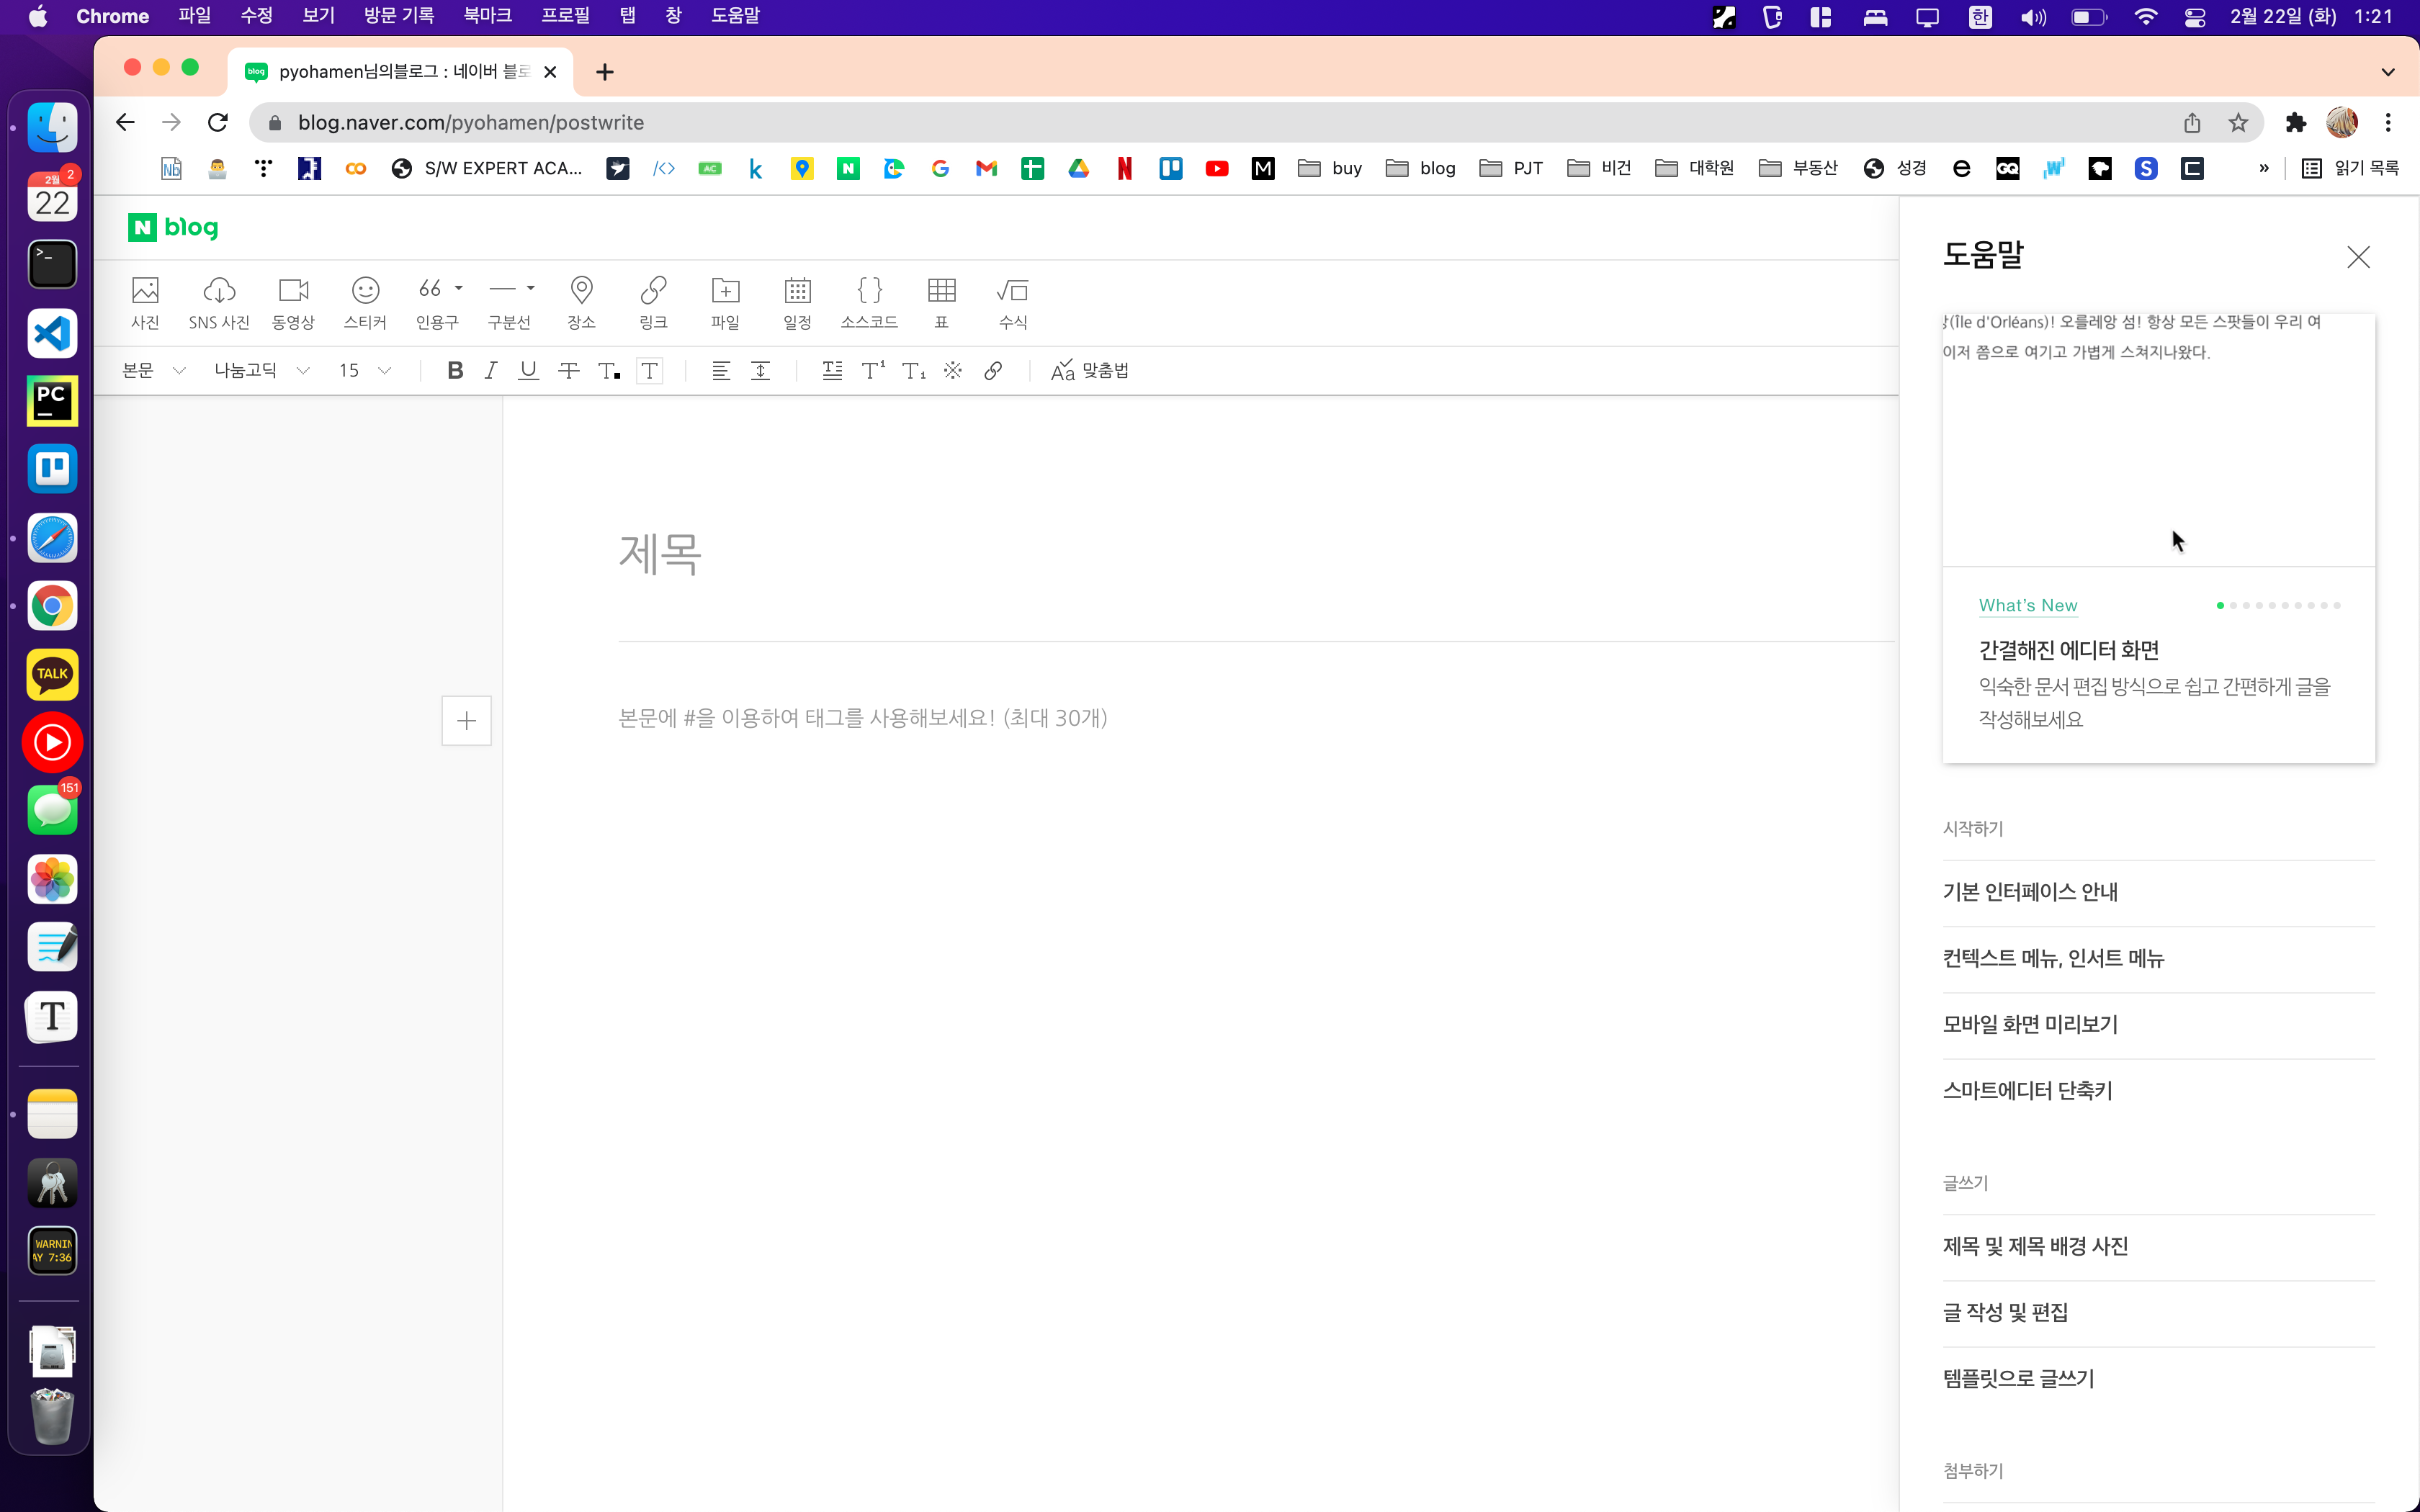 Chrome 파일 수정 보기 방문 기록 북마크 프로필 탭 창 도움말 한 2월 22일 (화) 1:21
blog pyohamen님의블로그 : 네이버 블로
blog.naver.com/pyohamen/postwrite
Nb S/W EXPERT ACA... AC k N M buy blog PJT 비건 대학원 부동산 성경 e GQ W S » 읽기 목록
N blog
사진 SNS 사진 동영상 스티커 인용구 구분선 장소 링크 파일 일정 소스코드 표 수식
본문 나눔고딕 15 B I U T T. T T T¹ T₁ ※ Aa 맞춤법
제목
본문에 #을 이용하여 태그를 사용해보세요! (최대 30개)
도움말
(Île d'Orléans)! 오를레앙 섬! 항상 모든 스팟들이 우리 여
이저 쯤으로 여기고 가볍게 스쳐지나왔다.
What's New
간결해진 에디터 화면
익숙한 문서 편집 방식으로 쉽고 간편하게 글을
작성해보세요
시작하기
기본 인터페이스 안내
컨텍스트 메뉴, 인서트 메뉴
모바일 화면 미리보기
스마트에디터 단축키
글쓰기
제목 및 제목 배경 사진
글 작성 및 편집
템플릿으로 글쓰기
첨부하기
2월 2
22
>_
PC
TALK
151
T
WARNIN
AY 7:36